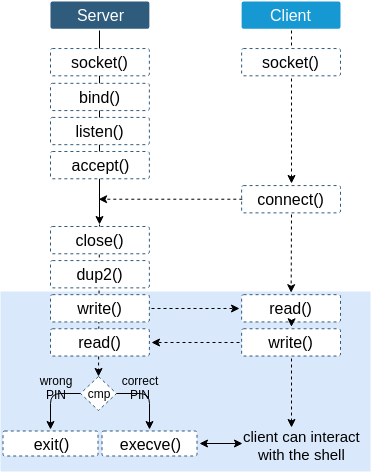 Server
Client
socket()
socket()
bind()
listen()
accept()
connect()
close()
dup2()
write()
read()
read()
write()
wrong
PIN
cmp
correct
PIN
exit()
execve()
client can interact
with the shell